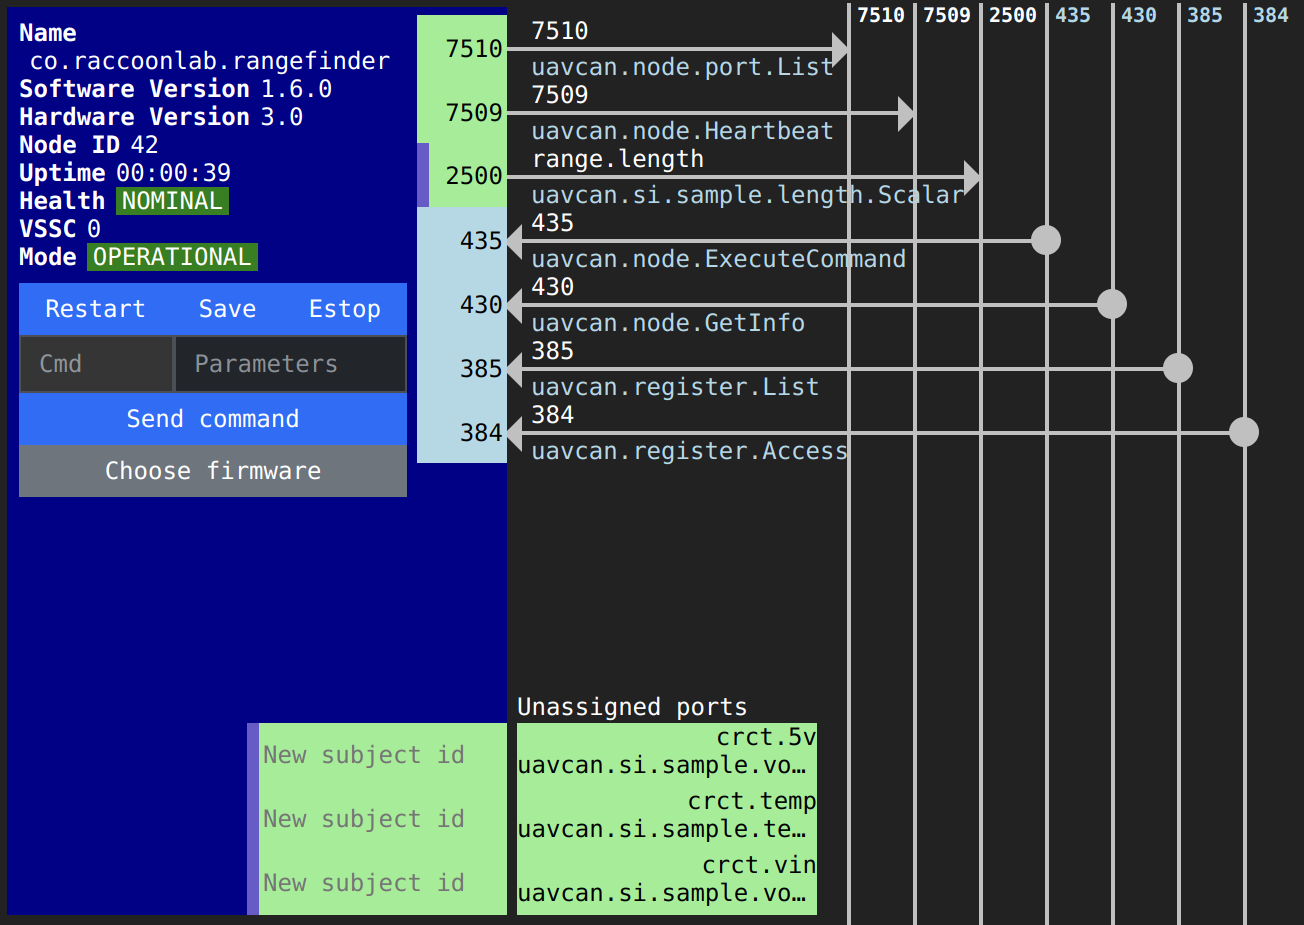 Name
co.raccoonlab.rangefinder
Software Version 1.6.0
Hardware Version 3.0
Node ID 42
Uptime 00:00:39
Health NOMINAL
VSSC 0
Mode OPERATIONAL
Restart Save Estop
Cmd Parameters
Send command
Choose firmware
7510
7509
2500
435
430
385
384
7510
uavcan.node.port.List
7509
uavcan.node.Heartbeat
range.length
uavcan.si.sample.length.Scalar
435
uavcan.node.ExecuteCommand
430
uavcan.node.GetInfo
385
uavcan.register.List
384
uavcan.register.Access
7510 7509 2500 435 430 385 384
Unassigned ports
New subject id
crct.5v
uavcan.si.sample.vo…
New subject id
crct.temp
uavcan.si.sample.te…
New subject id
crct.vin
uavcan.si.sample.vo…